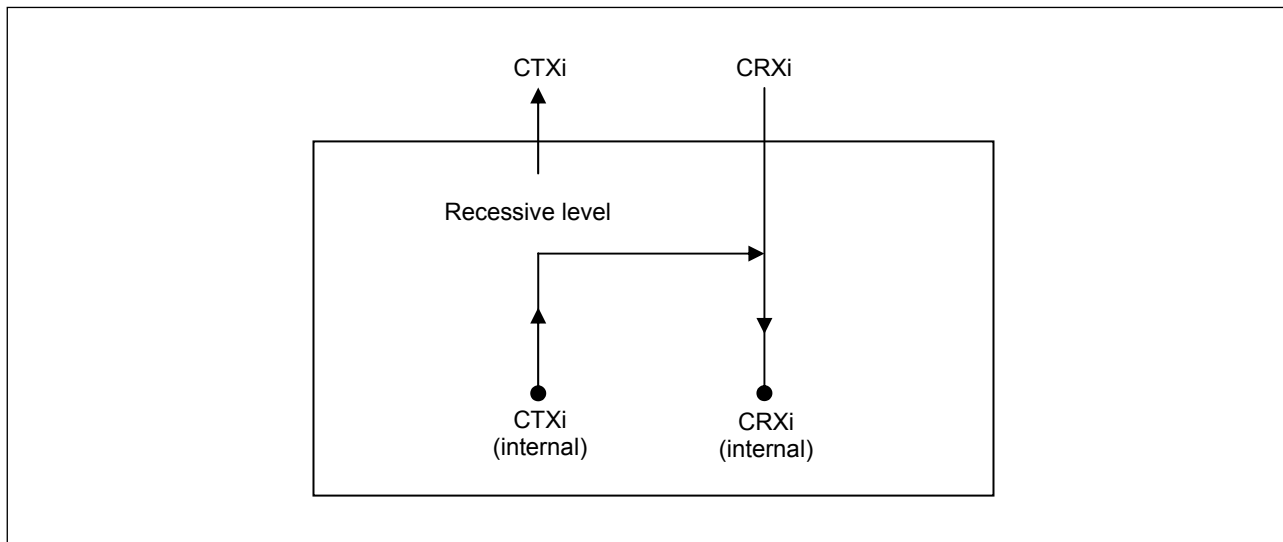 CTXi
CRXi
Recessive level
CTXi
(internal)
CRXi
(internal)